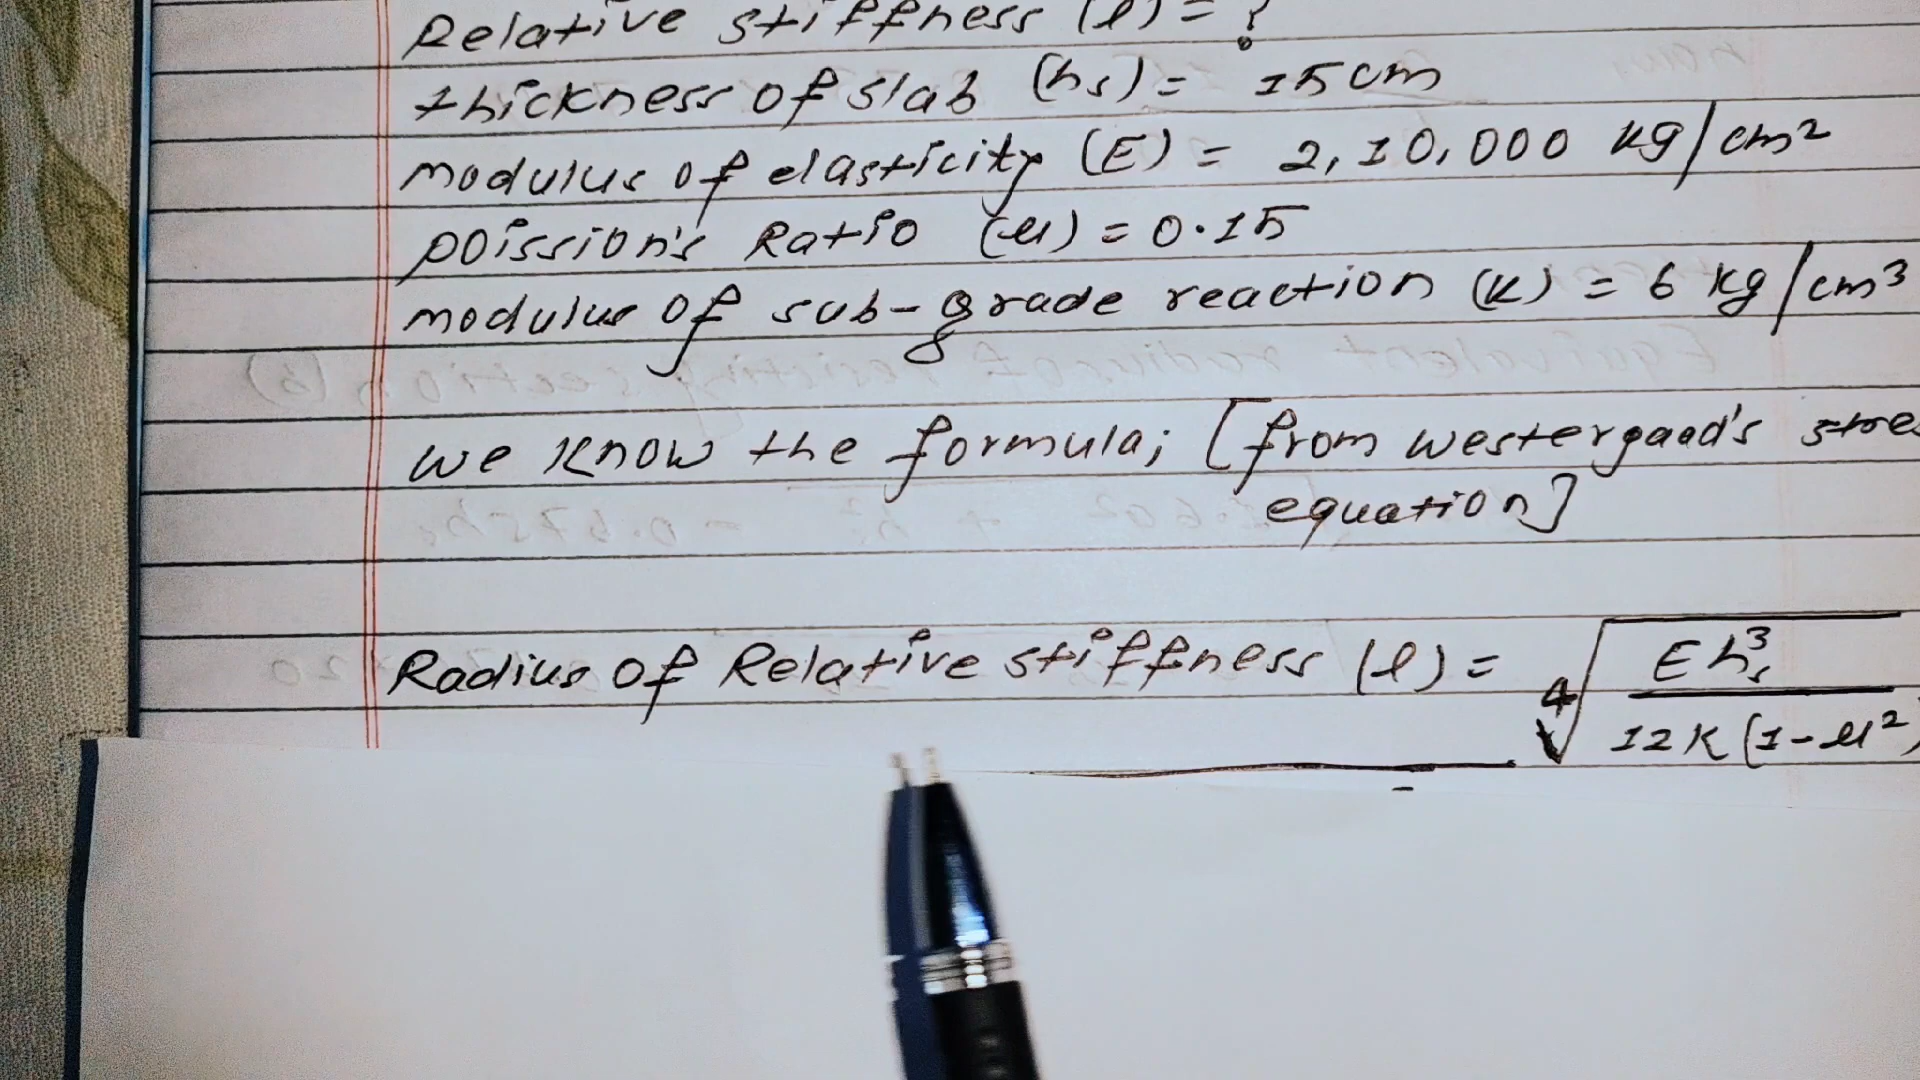 Relative stiffness (l) = ?
thickness of slab (hs) = 15 cm
modulus of elasticity (E) = 2,10,000 kg/cm²
poission's Ratio (μ) = 0.15
modulus of sub-grade reaction (K) = 6 kg/cm³
we know the formula; [from westergaad's
equation]
Radius of Relative stiffness (l) = ⁴√(E hs³ / 12K(1-μ²)